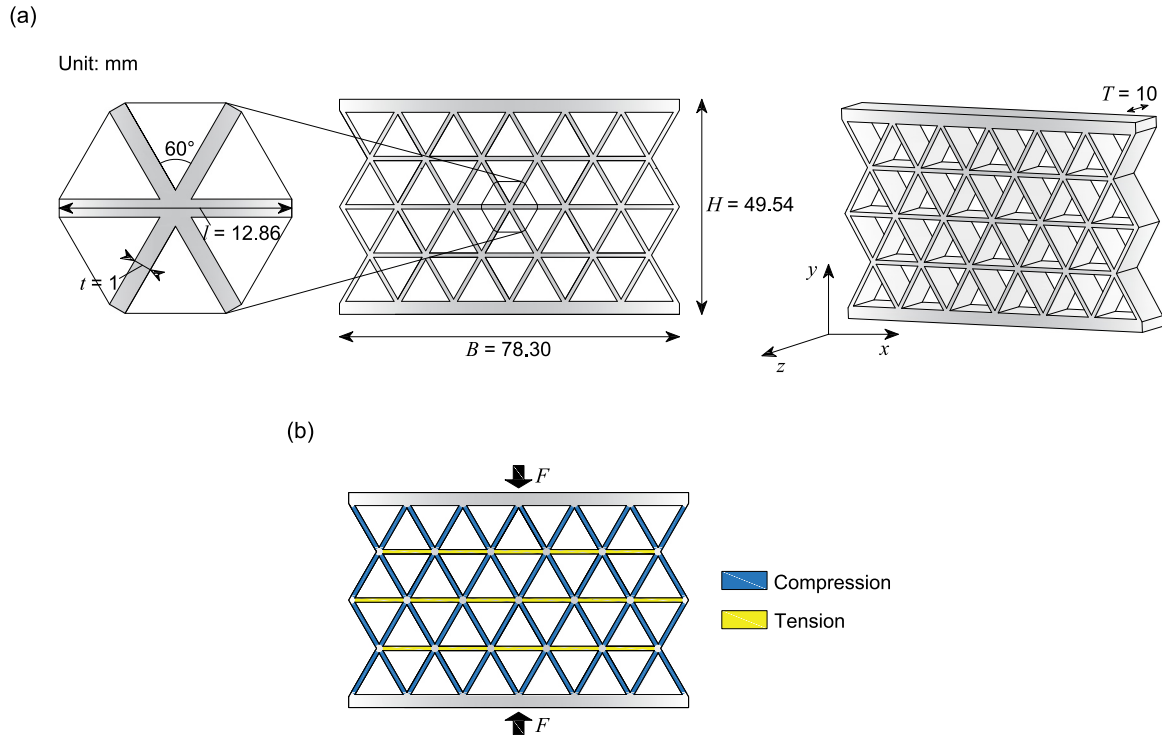 (a)
Unit: mm
60°
l = 12.86
t = 1
H = 49.54
B = 78.30
T = 10
y
x
z
(b)
F
Compression
Tension
F